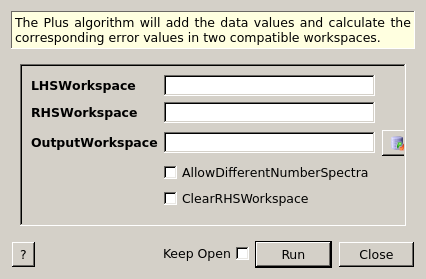 The Plus algorithm will add the data values and calculate the
corresponding error values in two compatible workspaces.
LHSWorkspace
RHSWorkspace
OutputWorkspace
AllowDifferentNumberSpectra
ClearRHSWorkspace
? Keep Open Run Close